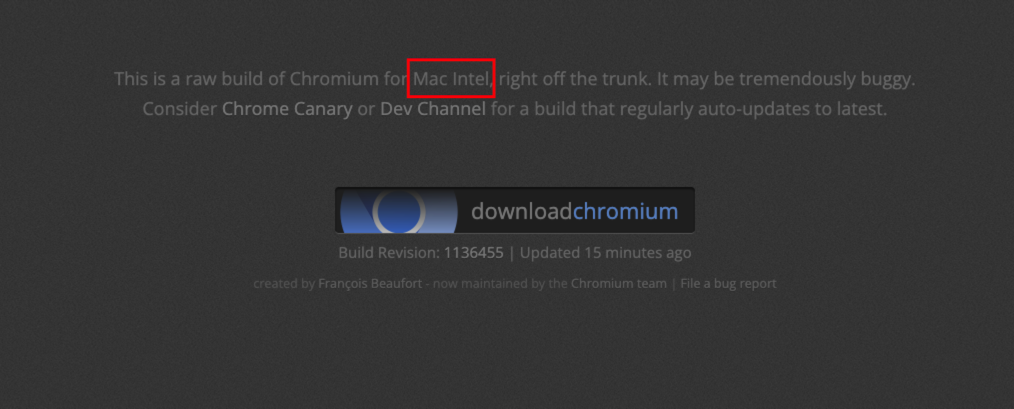 This is a raw build of Chromium for Mac Intel, right off the trunk. It may be tremendously buggy.
Consider Chrome Canary or Dev Channel for a build that regularly auto-updates to latest.
downloadchromium
Build Revision: 1136455 | Updated 15 minutes ago
created by François Beaufort - now maintained by the Chromium team | File a bug report